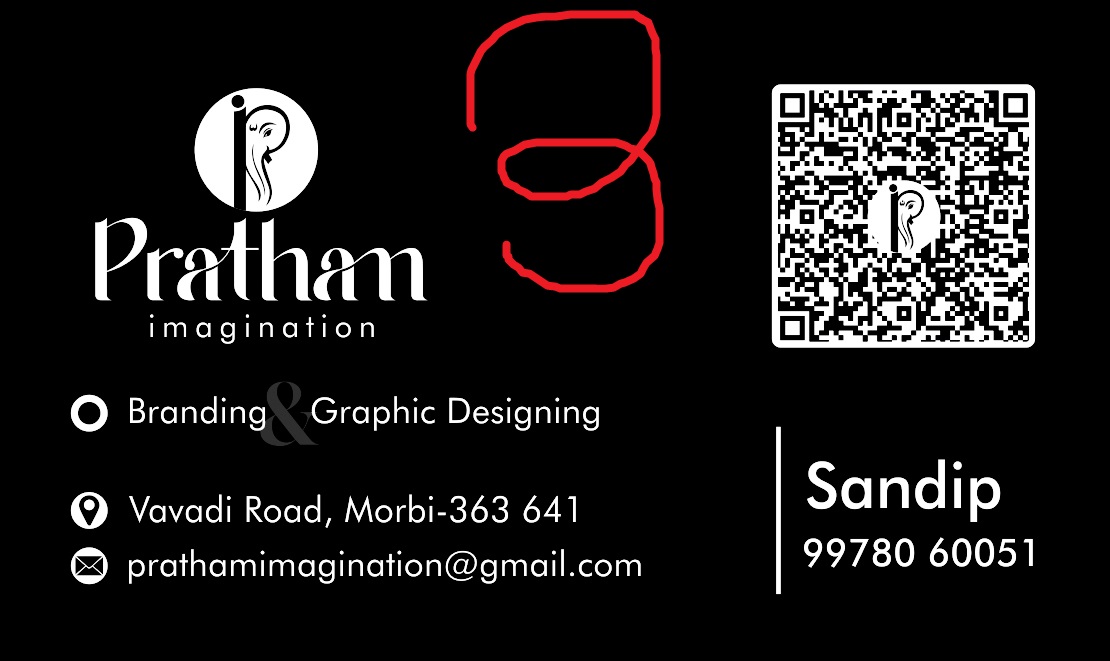 3
Pratham
imagination
Branding & Graphic Designing
Vavadi Road, Morbi-363 641
prathamimagination@gmail.com
Sandip
99780 60051